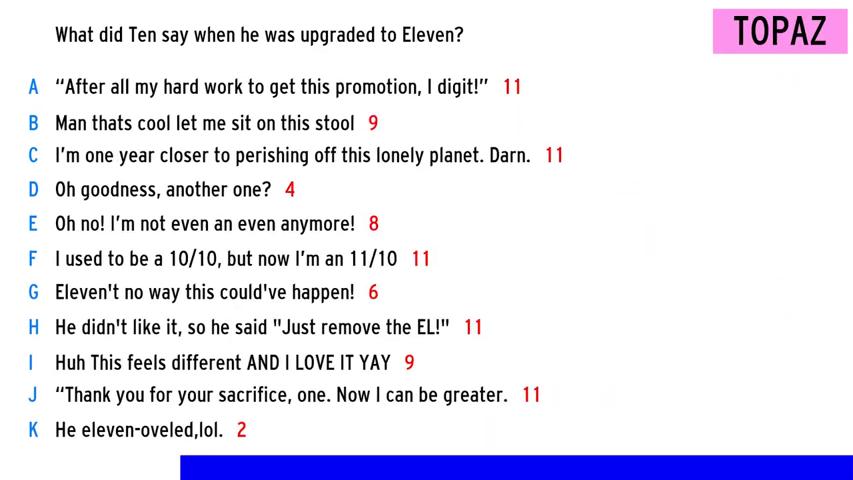 What did Ten say when he was upgraded to Eleven?
TOPAZ
A “After all my hard work to get this promotion, I digit!” 11
B Man thats cool let me sit on this stool 9
C I’m one year closer to perishing off this lonely planet. Darn. 11
D Oh goodness, another one? 4
E Oh no! I’m not even an even anymore! 8
F I used to be a 10/10, but now I’m an 11/10 11
G Eleven't no way this could've happen! 6
H He didn't like it, so he said "Just remove the EL!" 11
I Huh This feels different AND I LOVE IT YAY 9
J “Thank you for your sacrifice, one. Now I can be greater. 11
K He eleven-oveled,lol. 2